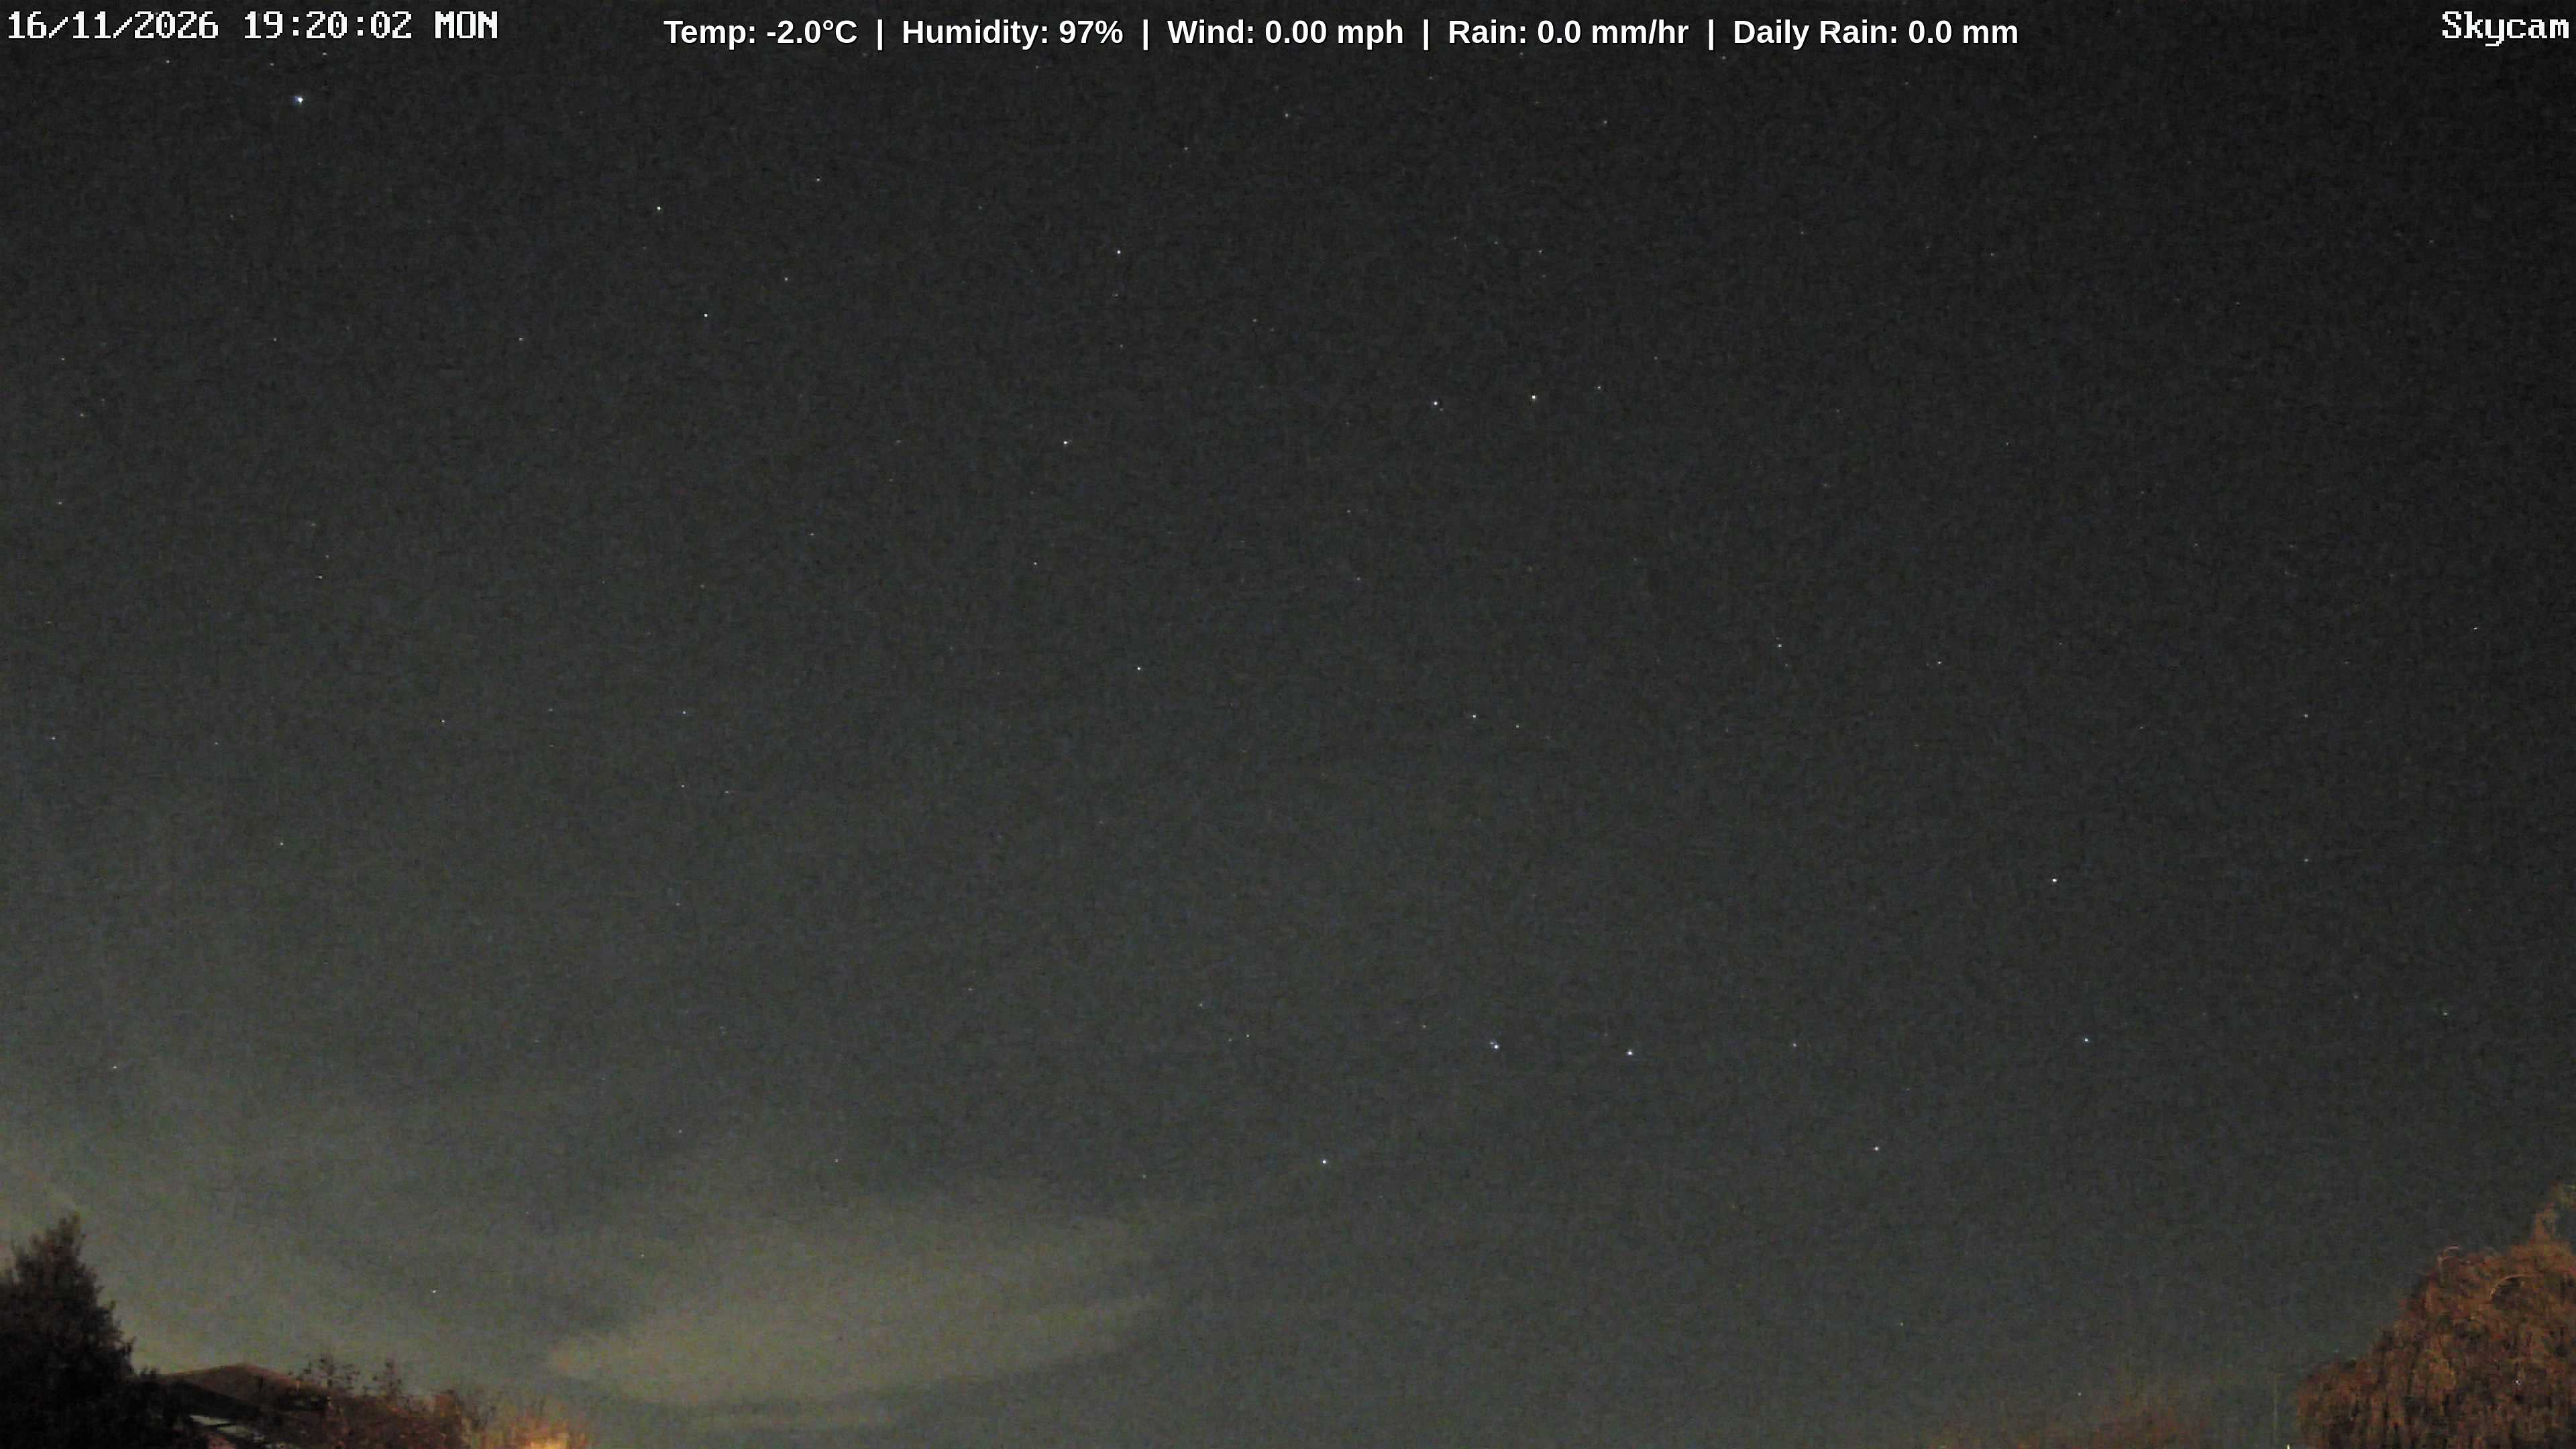 16/11/2026 19:20:02 MON
Temp: -2.0°C | Humidity: 97% | Wind: 0.00 mph | Rain: 0.0 mm/hr | Daily Rain: 0.0 mm
Skycam